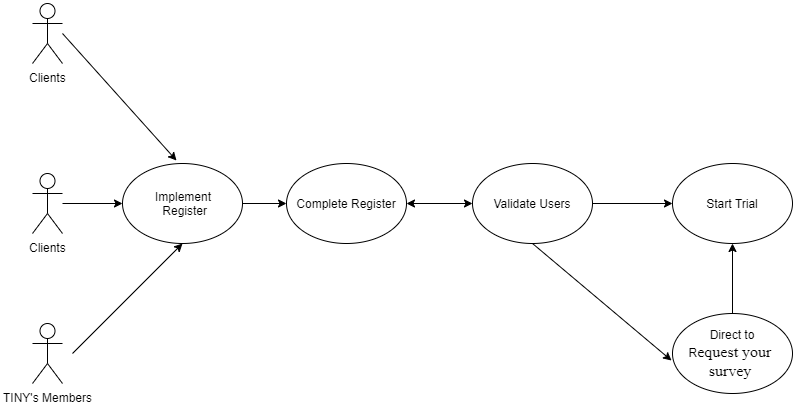 Clients
Clients
TINY's Members
Implement
Register
Complete Register
Validate Users
Start Trial
Direct to
Request your
survey